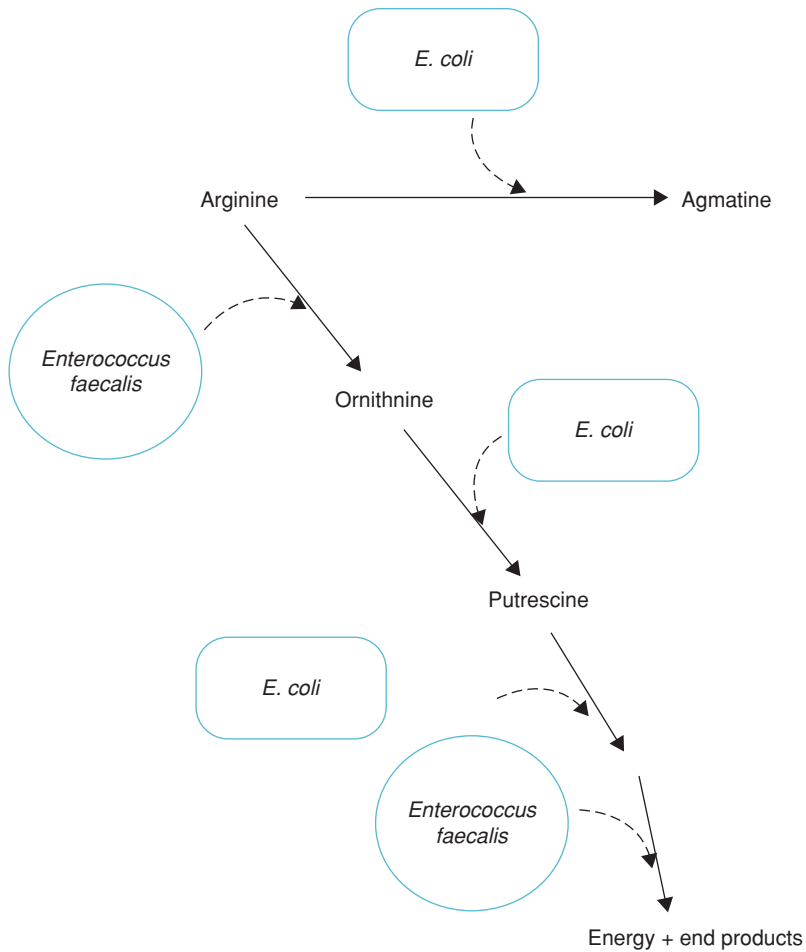 E. coli
Arginine
Agmatine
Enterococcus
faecalis
Ornithnine
E. coli
Putrescine
E. coli
Enterococcus
faecalis
Energy + end products